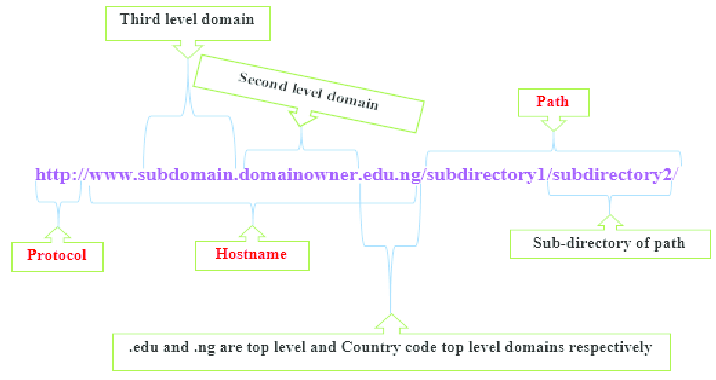 Third level domain
Second level domain
Path
http://www.subdomain.domainowner.edu.ng/subdirectory1/subdirectory2/
Protocol
Hostname
Sub-directory of path
.edu and .ng are top level and Country code top level domains respectively